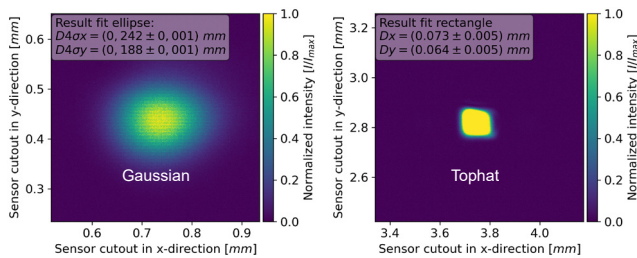 Result fit ellipse:
D4σx = (0, 242 ± 0, 001) mm
D4σy = (0, 188 ± 0, 001) mm
Gaussian
Sensor cutout in y-direction [mm]
0.6
0.5
0.4
0.3
0.6
0.7
0.8
0.9
Sensor cutout in x-direction [mm]
1.0
0.8
0.6
0.4
0.2
0.0
Normalized intensity [I/Imax]
Result fit rectangle
Dx = (0.073 ± 0.005) mm
Dy = (0.064 ± 0.005) mm
Tophat
Sensor cutout in y-direction [mm]
3.2
3.0
2.8
2.6
3.4
3.6
3.8
4.0
Sensor cutout in x-direction [mm]
1.0
0.8
0.6
0.4
0.2
0.0
Normalized intensity [I/Imax]